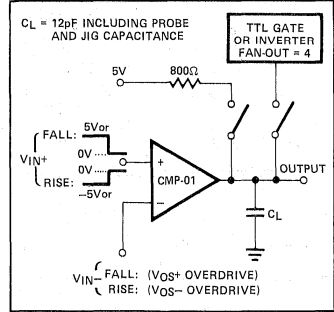 CL = 12pF INCLUDING PROBE
AND JIG CAPACITANCE
TTL GATE
OR INVERTER
FAN-OUT = 4
5V
800Ω
FALL: 5Vor
VIN+
0V
0V
RISE: -5Vor
+
CMP-01
−
OUTPUT
CL
VIN− FALL: (VOS+ OVERDRIVE)
RISE: (VOS− OVERDRIVE)